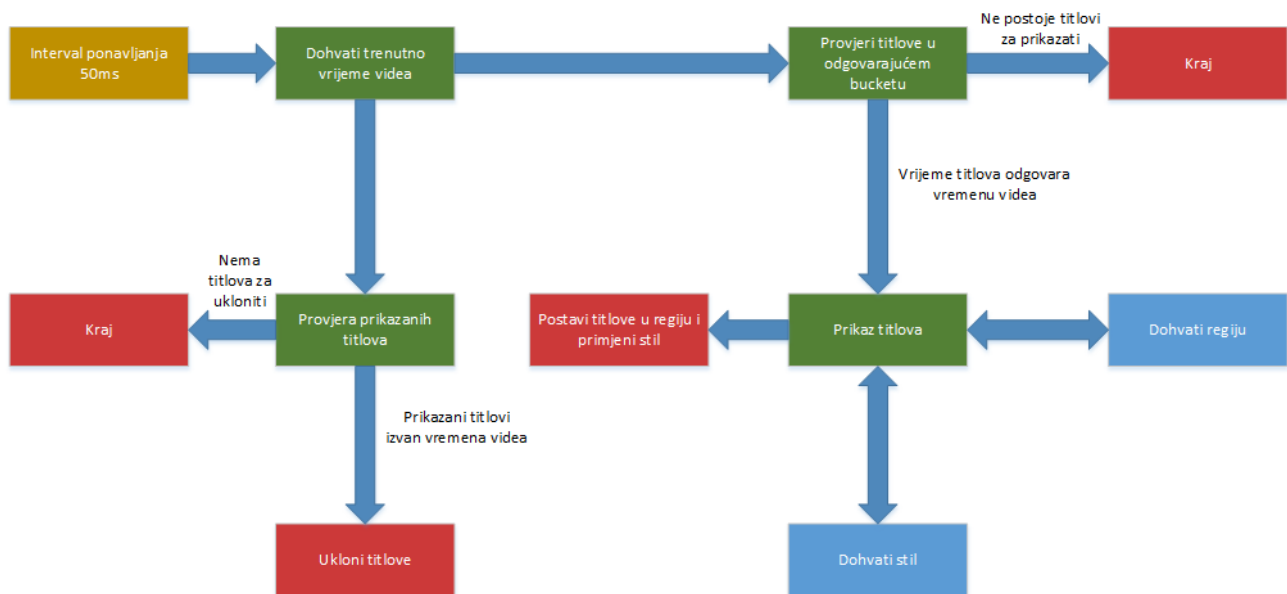 Interval ponavljanja
50ms
Dohvati trenutno
vrijeme videa
Provjeri titlove u
odgovarajućem
bucketu
Ne postoje titlovi
za prikazati
Kraj
Vrijeme titlova odgovara
vremenu videa
Nema
titlova za
ukloniti
Kraj
Provjera prikazanih
titlova
Postavi titlove u regiju i
primjeni stil
Prikaz titlova
Dohvati regiju
Prikazani titlovi
izvan vremena videa
Ukloni titlove
Dohvati stil